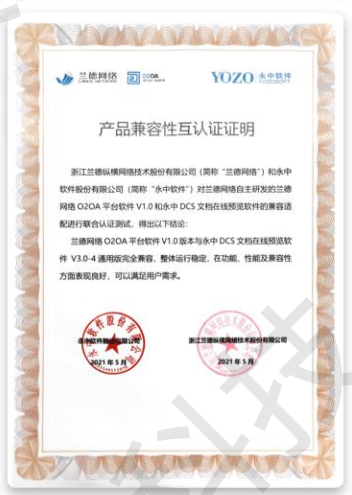 兰德网络
O2OA
YOZO 永中软件
YOZOSOFT
产品兼容性互认证证明
浙江兰德纵横网络技术股份有限公司（简称“兰德网络”）和永中
软件股份有限公司（简称“永中软件”）对兰德网络自主研发的兰德
网络 O2OA 平台软件 V1.0 和永中 DCS 文档在线预览软件的兼容适
配进行联合认证测试，得出以下结论：
兰德网络 O2OA 平台软件 V1.0 版本与永中 DCS 文档在线预览软
件 V3.0-4 通用版完全兼容，整体运行稳定，在功能、性能及兼容性
方面表现良好，可以满足用户需求。
永中软件股份有限公司
浙江兰德纵横网络技术股份有限公司
2021 年 5 月
2021 年 5 月
科技